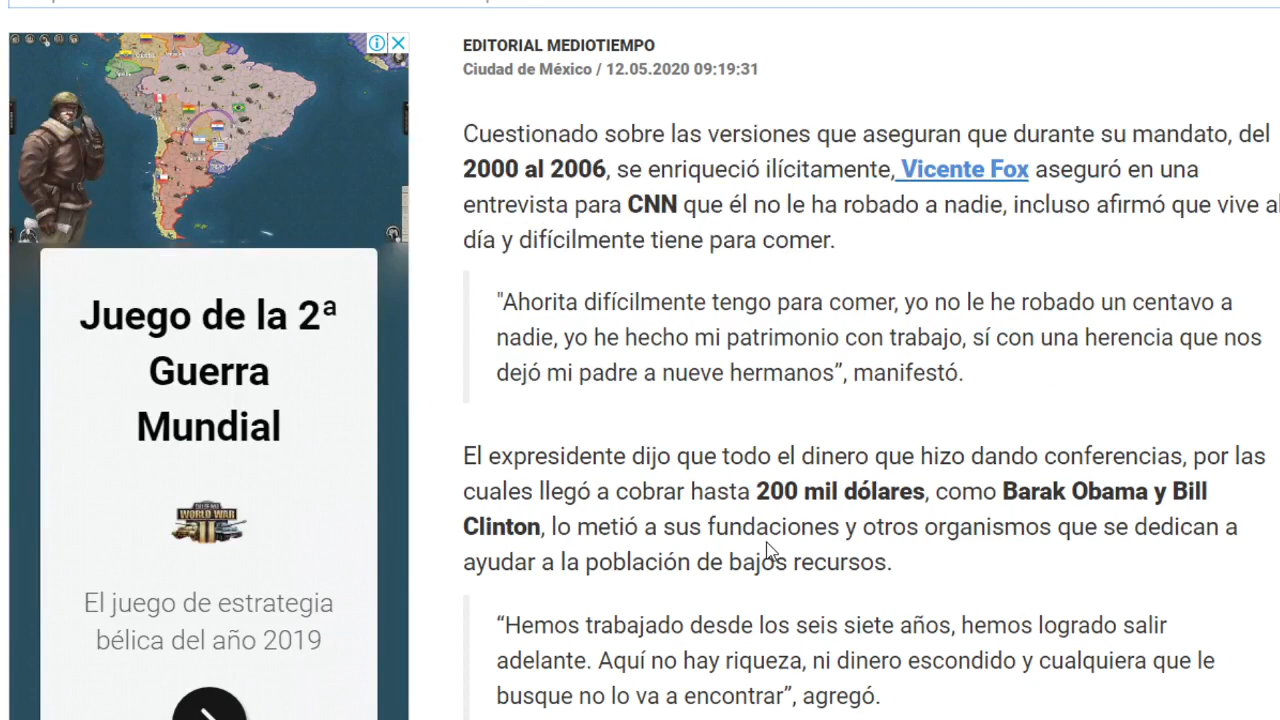 EDITORIAL MEDIOTIEMPO
Ciudad de México / 12.05.2020 09:19:31
Cuestionado sobre las versiones que aseguran que durante su mandato, del
2000 al 2006, se enriqueció ilícitamente, Vicente Fox aseguró en una
entrevista para CNN que él no le ha robado a nadie, incluso afirmó que vive al
día y difícilmente tiene para comer.
"Ahorita difícilmente tengo para comer, yo no le he robado un centavo a
nadie, yo he hecho mi patrimonio con trabajo, sí con una herencia que nos
dejó mi padre a nueve hermanos”, manifestó.
El expresidente dijo que todo el dinero que hizo dando conferencias, por las
cuales llegó a cobrar hasta 200 mil dólares, como Barak Obama y Bill
Clinton, lo metió a sus fundaciones y otros organismos que se dedican a
ayudar a la población de bajos recursos.
“Hemos trabajado desde los seis siete años, hemos logrado salir
adelante. Aquí no hay riqueza, ni dinero escondido y cualquiera que le
busque no lo va a encontrar”, agregó.
Juego de la 2ª
Guerra
Mundial
WORLD WAR
El juego de estrategia
bélica del año 2019